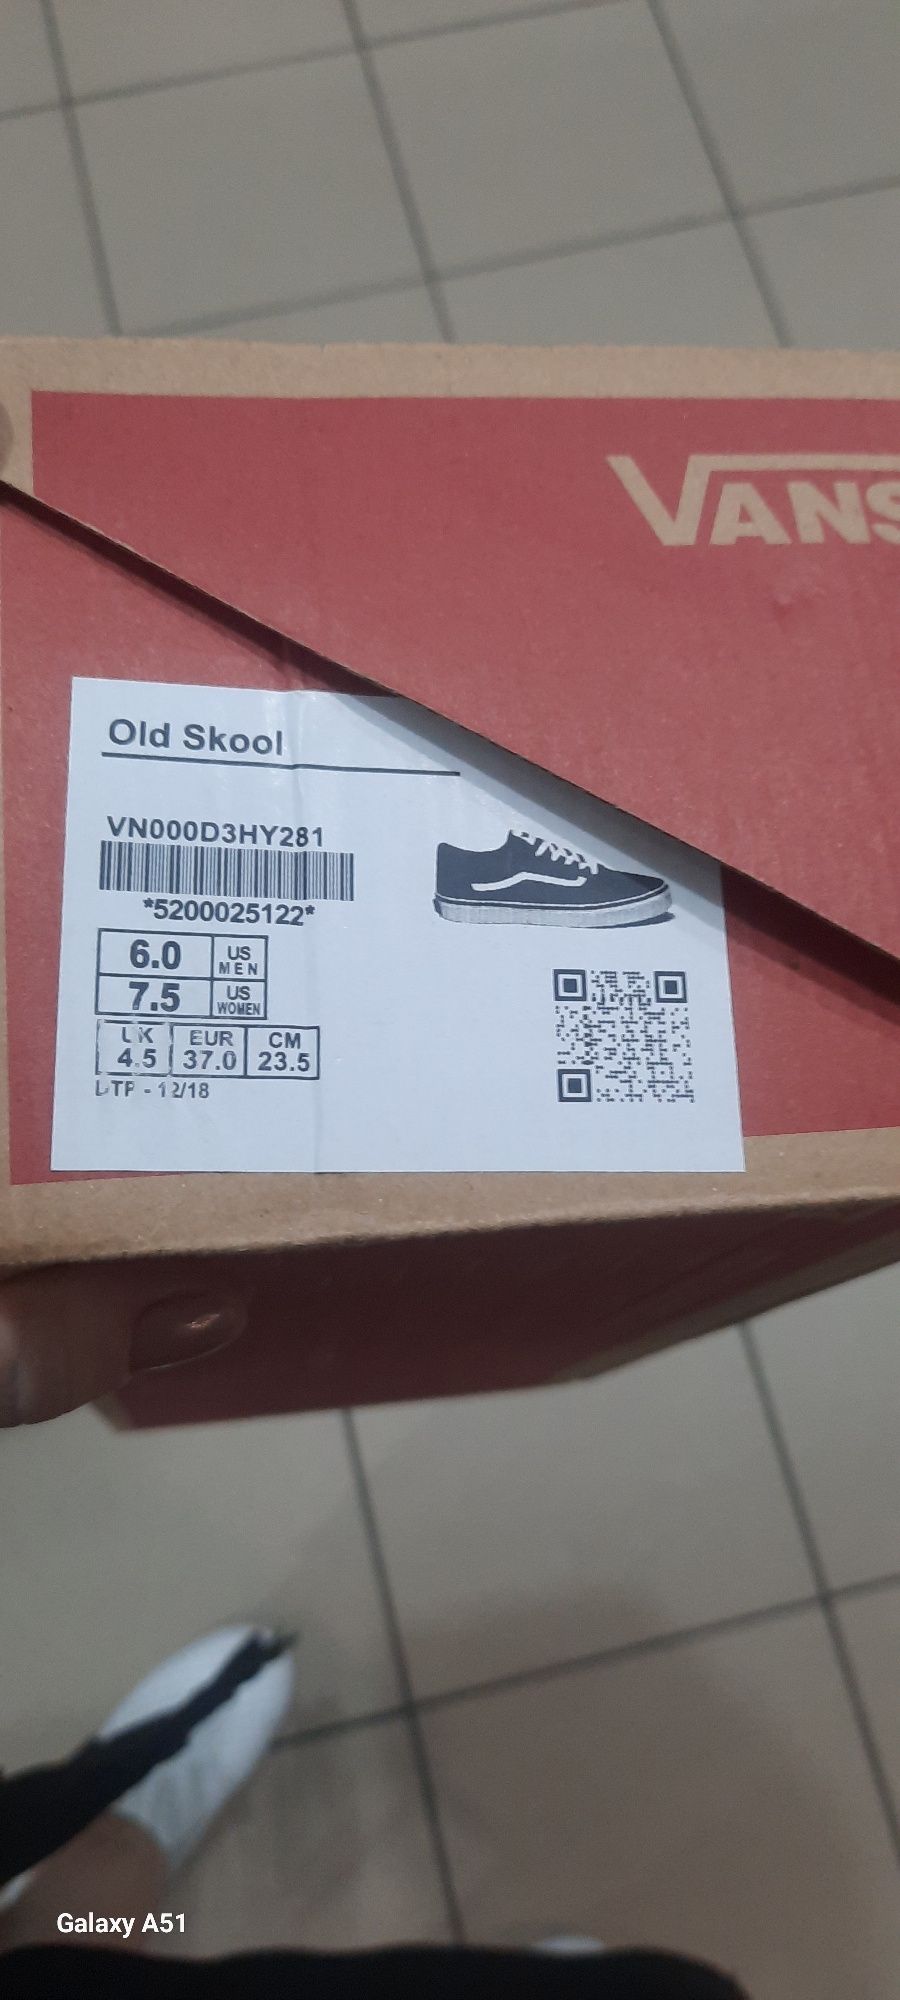 VANS
Old Skool
VN000D3HY281
*5200025122*
6.0 US MEN
7.5 US WOMEN
UK EUR CM
4.5 37.0 23.5
DTP - 12/18
Galaxy A51